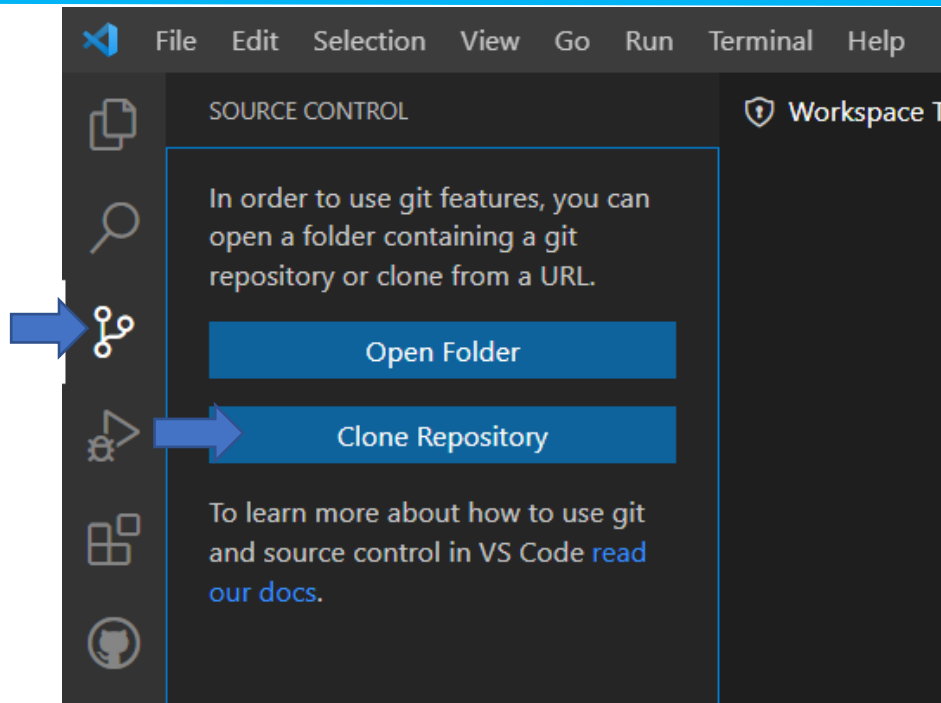 File Edit Selection View Go Run Terminal Help
SOURCE CONTROL
Workspace
In order to use git features, you can
open a folder containing a git
repository or clone from a URL.
Open Folder
Clone Repository
To learn more about how to use git
and source control in VS Code read
our docs.